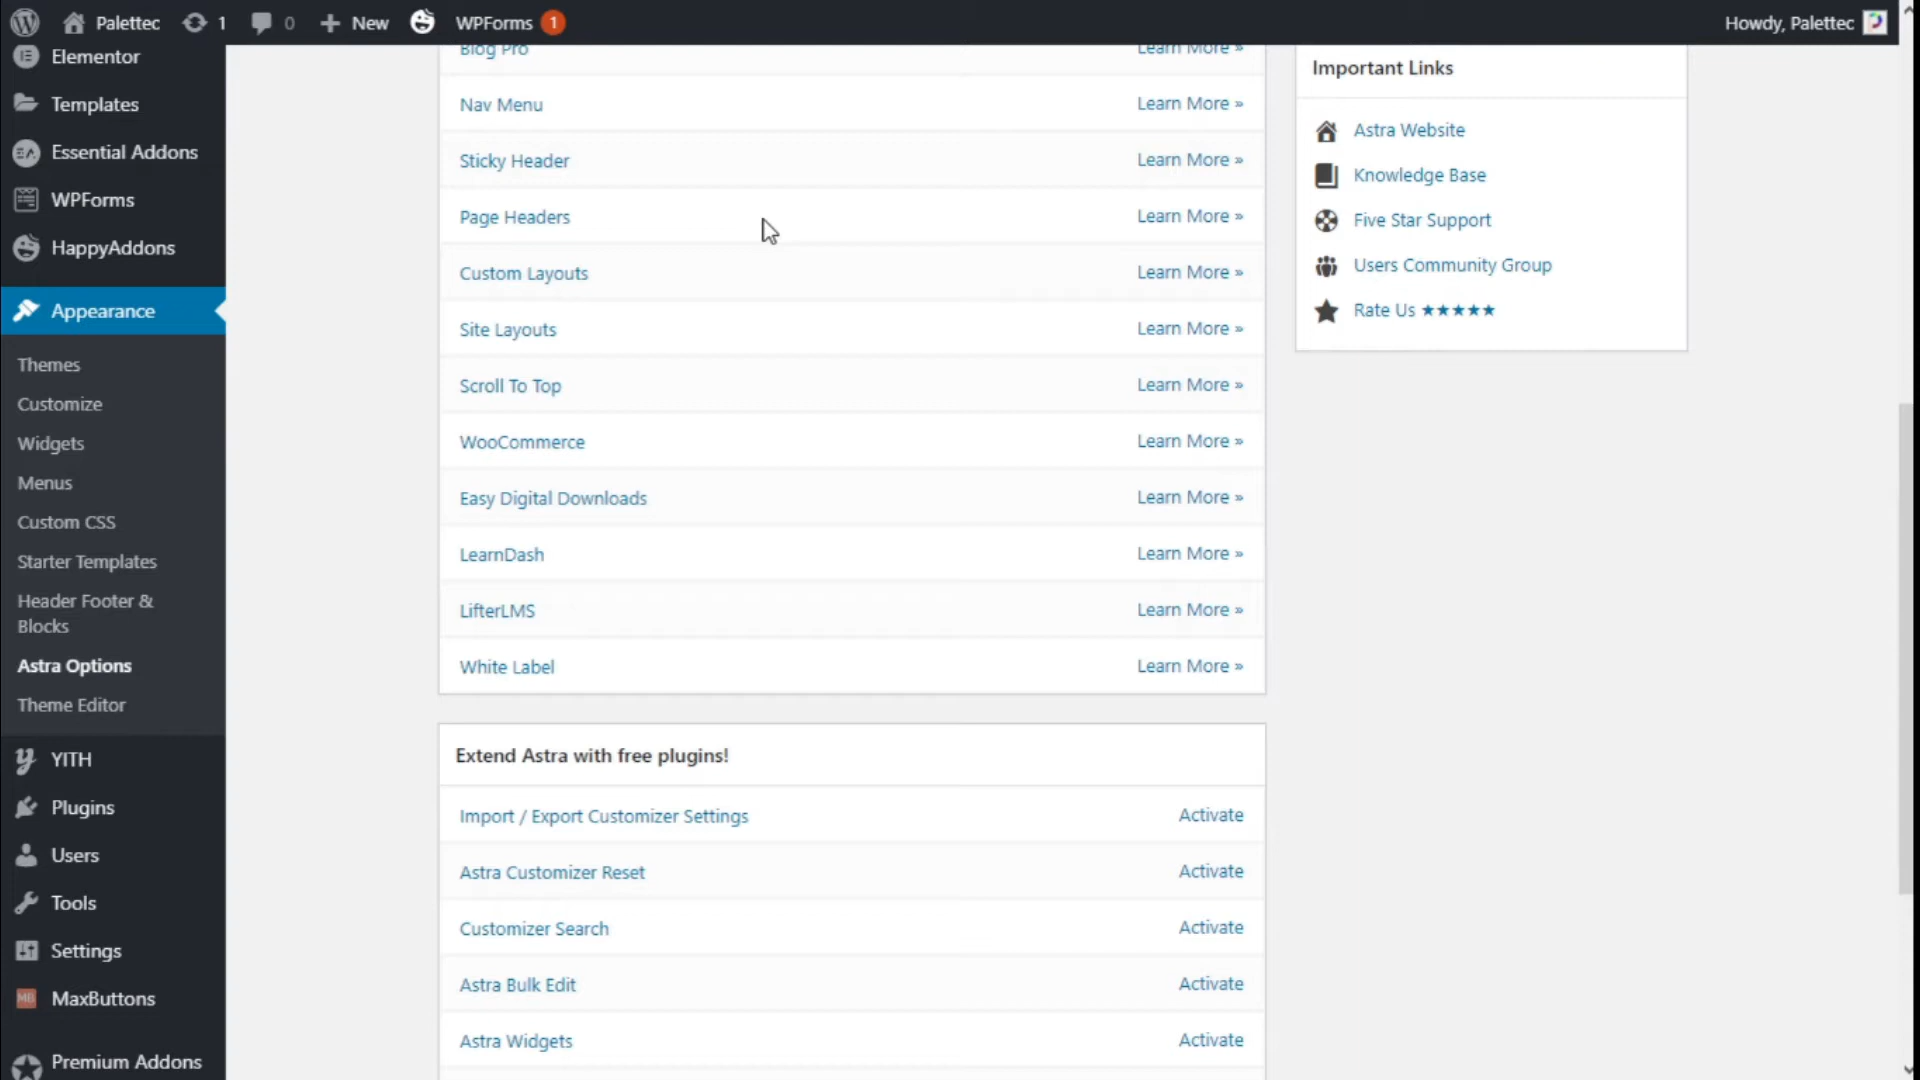 Palettec
1
0
New
WPForms
1
Howdy, Palettec
Elementor
Templates
Essential Addons
WPForms
HappyAddons
Appearance
Themes
Customize
Widgets
Menus
Custom CSS
Starter Templates
Header Footer &
Blocks
Astra Options
Theme Editor
YITH
Plugins
Users
Tools
Settings
MB
MaxButtons
Premium Addons
Blog Pro
Learn More »
Nav Menu
Learn More »
Sticky Header
Learn More »
Page Headers
Learn More »
Custom Layouts
Learn More »
Site Layouts
Learn More »
Scroll To Top
Learn More »
WooCommerce
Learn More »
Easy Digital Downloads
Learn More »
LearnDash
Learn More »
LifterLMS
Learn More »
White Label
Learn More »
Extend Astra with free plugins!
Import / Export Customizer Settings
Activate
Astra Customizer Reset
Activate
Customizer Search
Activate
Astra Bulk Edit
Activate
Astra Widgets
Activate
Important Links
Astra Website
Knowledge Base
Five Star Support
Users Community Group
Rate Us ★★★★★